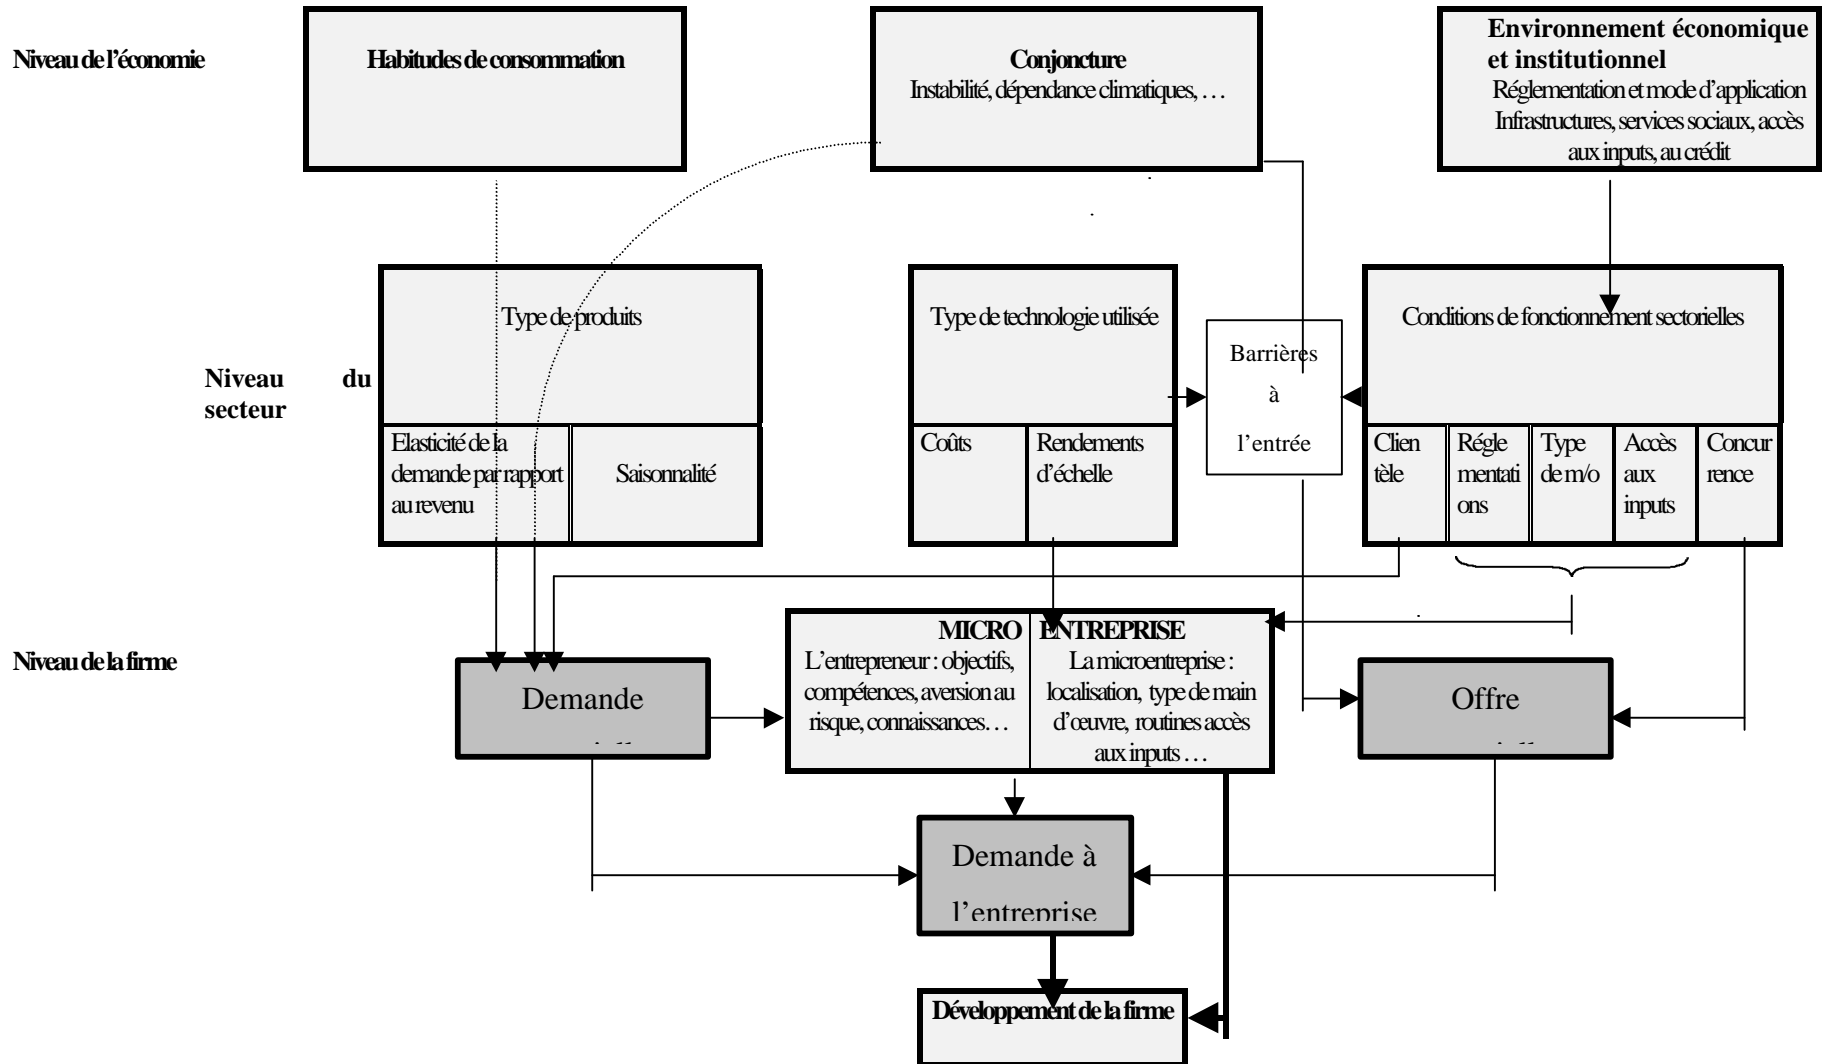 Niveau de l'économie
Habitudes de consommation
Conjoncture
Instabilité, dépendance climatiques, …
Environnement économique
et institutionnel
Réglementation et mode d'application
Infrastructures, services sociaux, accès
aux inputs, au crédit
Niveau du
secteur
Type de produits
Elasticité de la
demande par rapport
au revenu
Saisonnalité
Type de technologie utilisée
Coûts
Rendements
d'échelle
Barrières
à
l'entrée
Conditions de fonctionnement sectorielles
Clien
tèle
Régle
mentati
ons
Type
de m/o
Accès
aux
inputs
Concur
rence
Niveau de la firme
Demande
MICRO
L'entrepreneur : objectifs,
compétences, aversion au
risque, connaissances…
ENTREPRISE
La microentreprise :
localisation, type de main
d'œuvre, routines accès
aux inputs …
Offre
Demande à
l'entreprise
Développement de la firme